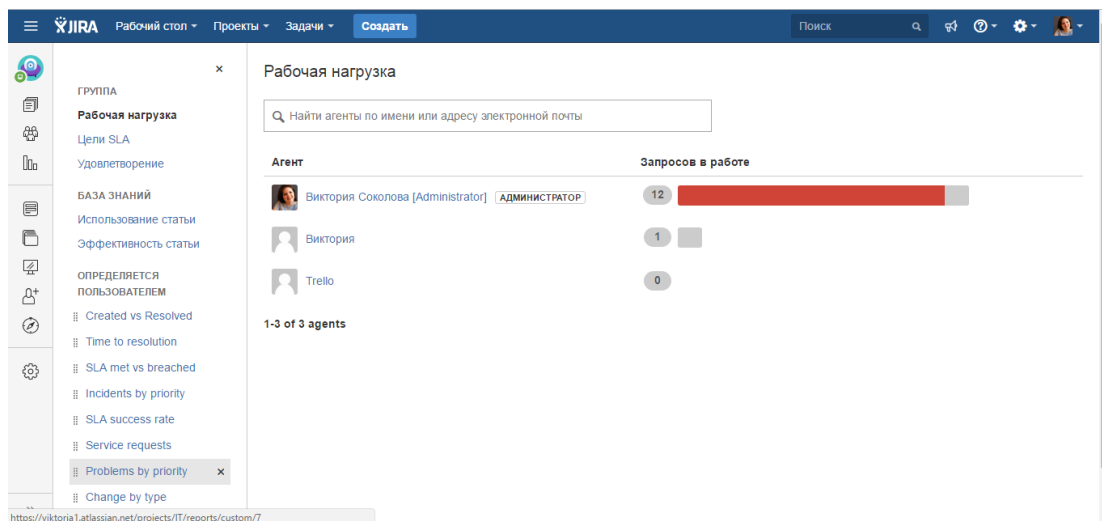 JIRA Рабочий стол Проекты Задачи Создать Поиск
ГРУППА
Рабочая нагрузка
Цели SLA
Удовлетворение
БАЗА ЗНАНИЙ
Использование статьи
Эффективность статьи
ОПРЕДЕЛЯЕТСЯ
ПОЛЬЗОВАТЕЛЕМ
Created vs Resolved
Time to resolution
SLA met vs breached
Incidents by priority
SLA success rate
Service requests
Problems by priority
Change by type
Рабочая нагрузка
Найти агенты по имени или адресу электронной почты
Агент Запросов в работе
Виктория Соколова [Administrator] АДМИНИСТРАТОР 12
Виктория 1
Trello 0
1-3 of 3 agents
https://viktoria1.atlassian.net/projects/IT/reports/custom/7